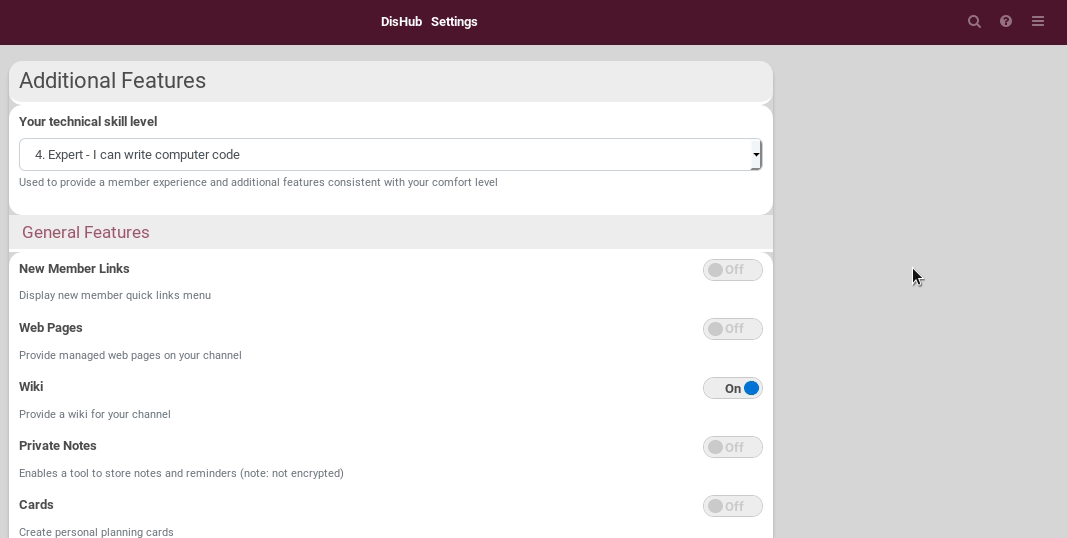 DisHub Settings
Additional Features
Your technical skill level
4. Expert - I can write computer code
Used to provide a member experience and additional features consistent with your comfort level
General Features
New Member Links
Off
Display new member quick links menu
Web Pages
Off
Provide managed web pages on your channel
Wiki
On
Provide a wiki for your channel
Private Notes
Off
Enables a tool to store notes and reminders (note: not encrypted)
Cards
Off
Create personal planning cards